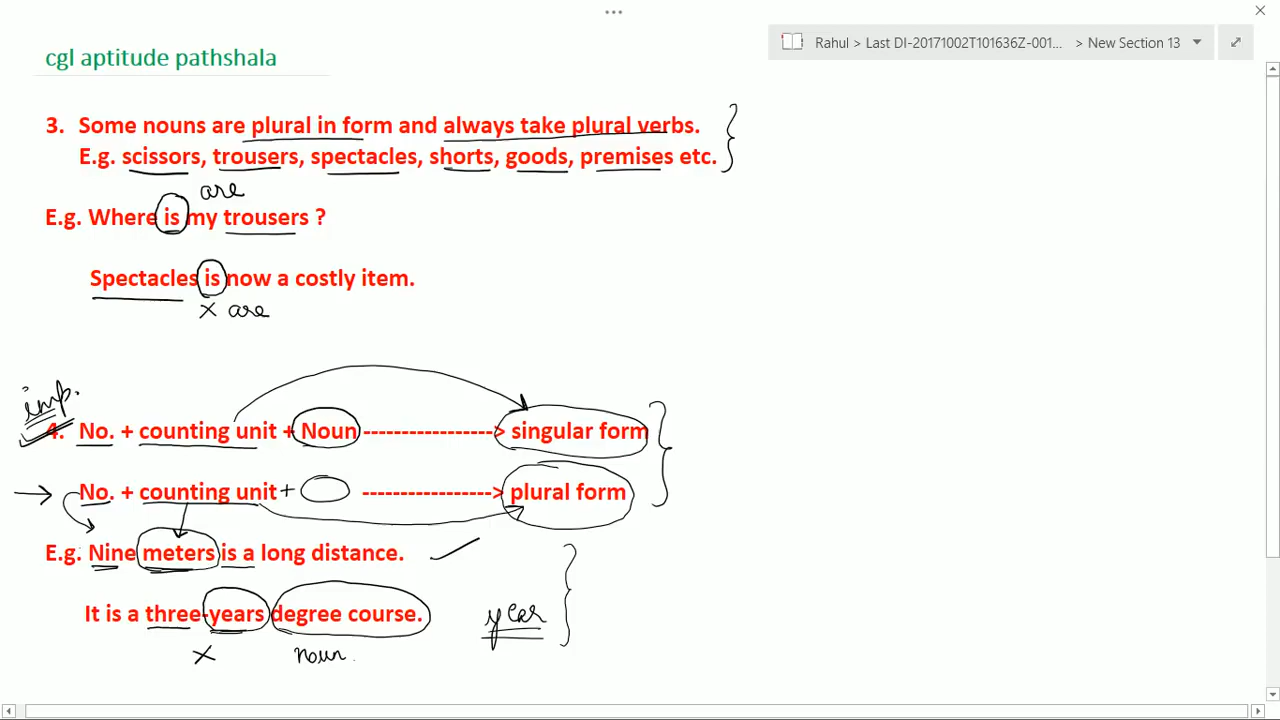 cgl aptitude pathshala
Rahul > Last DI-20171002T101636Z-001... > New Section 13
3. Some nouns are plural in form and always take plural verbs.
E.g. scissors, trousers, spectacles, shorts, goods, premises etc.
are
E.g. Where is my trousers ?
Spectacles is now a costly item.
x are
imp.
4. No. + counting unit + Noun -----------------> singular form
No. + counting unit + -----------------> plural form
E.g. Nine meters is a long distance.
It is a three-years degree course. year
x noun